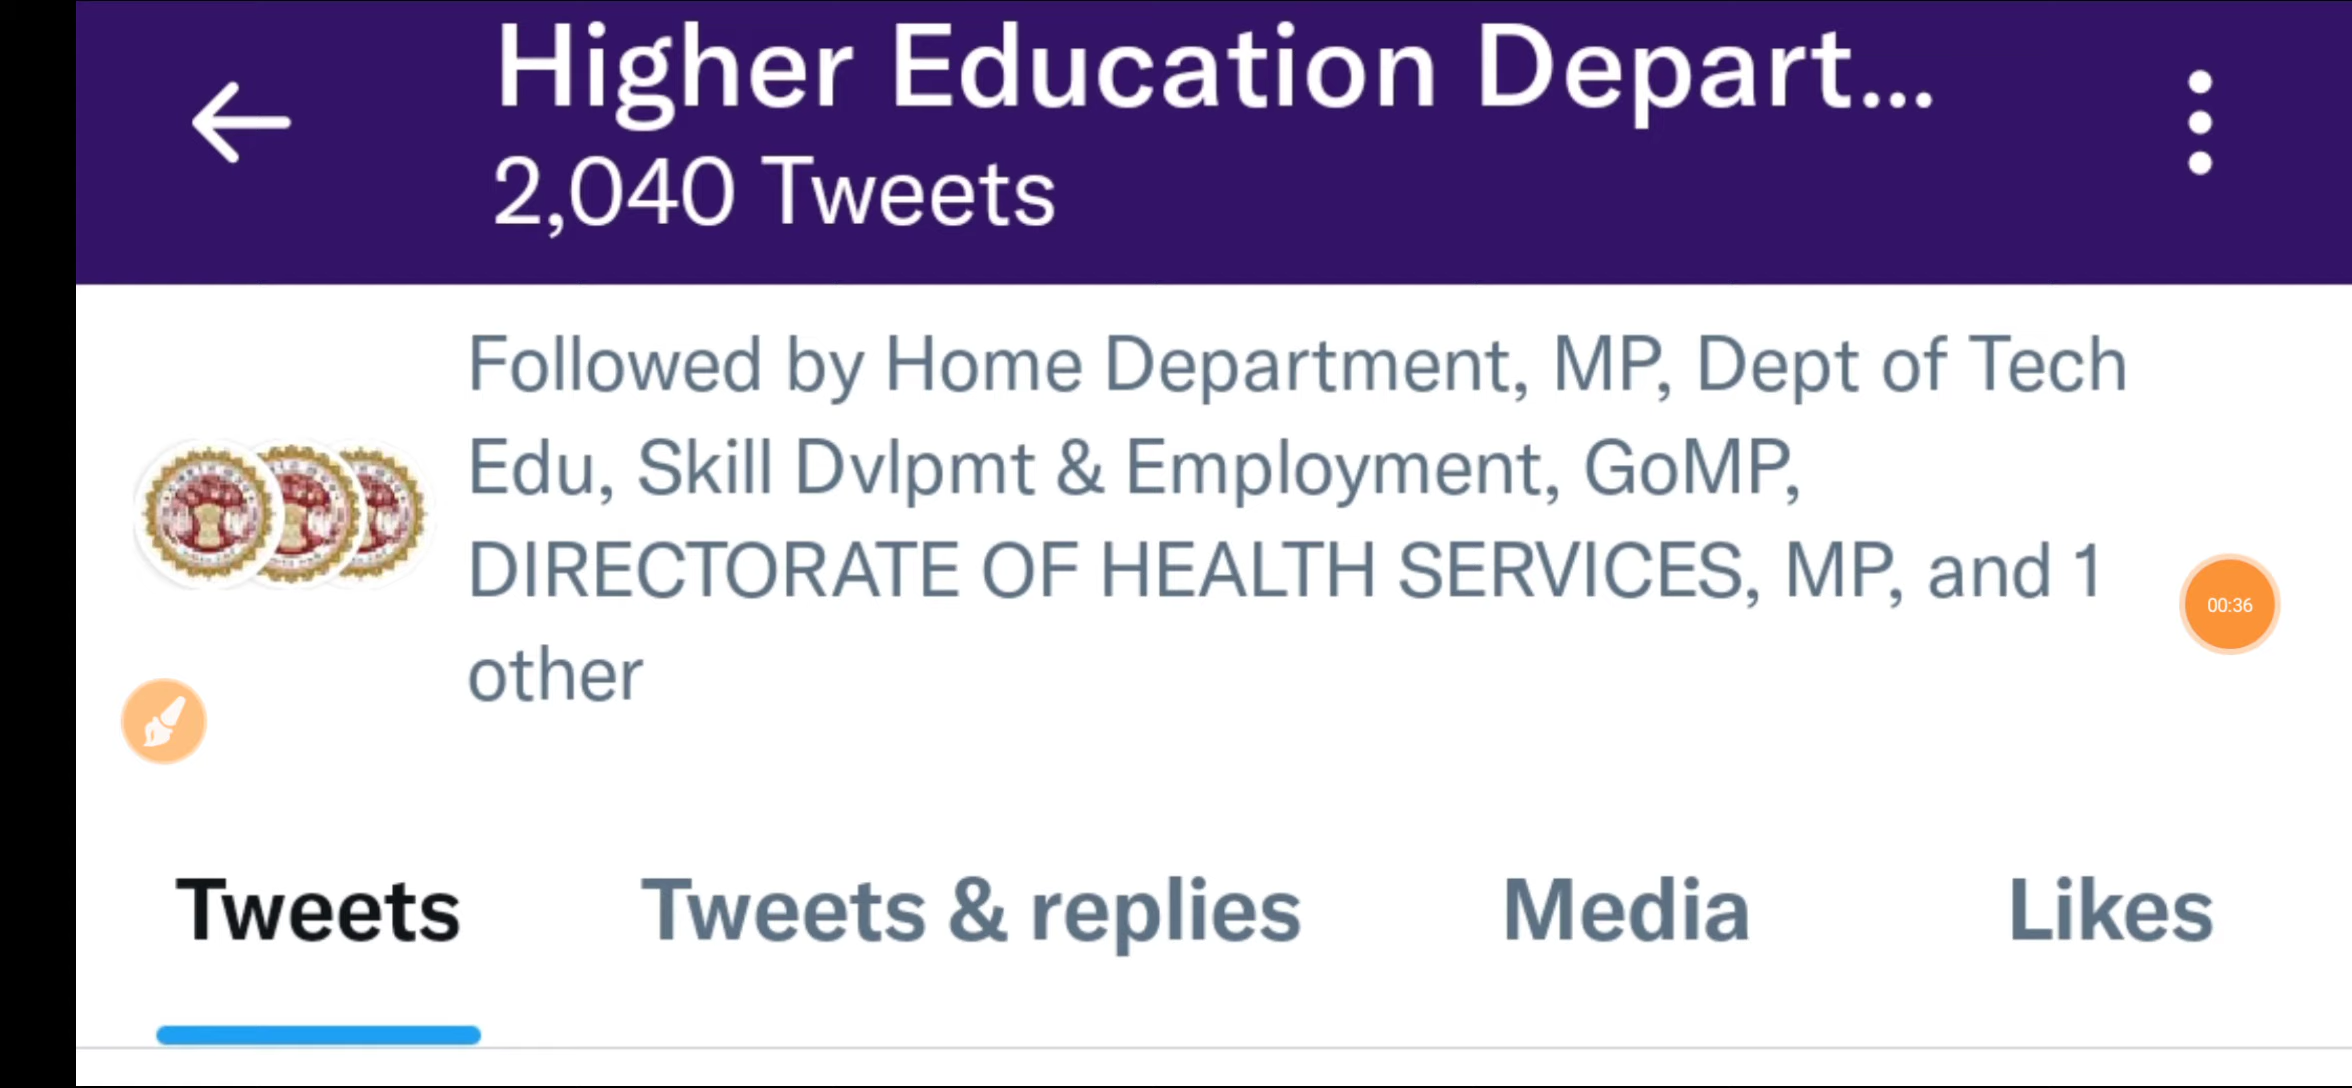 Higher Education Depart...
2,040 Tweets
Followed by Home Department, MP, Dept of Tech
Edu, Skill Dvlpmt & Employment, GoMP,
DIRECTORATE OF HEALTH SERVICES, MP, and 1
other
00:36
Tweets
Tweets & replies
Media
Likes